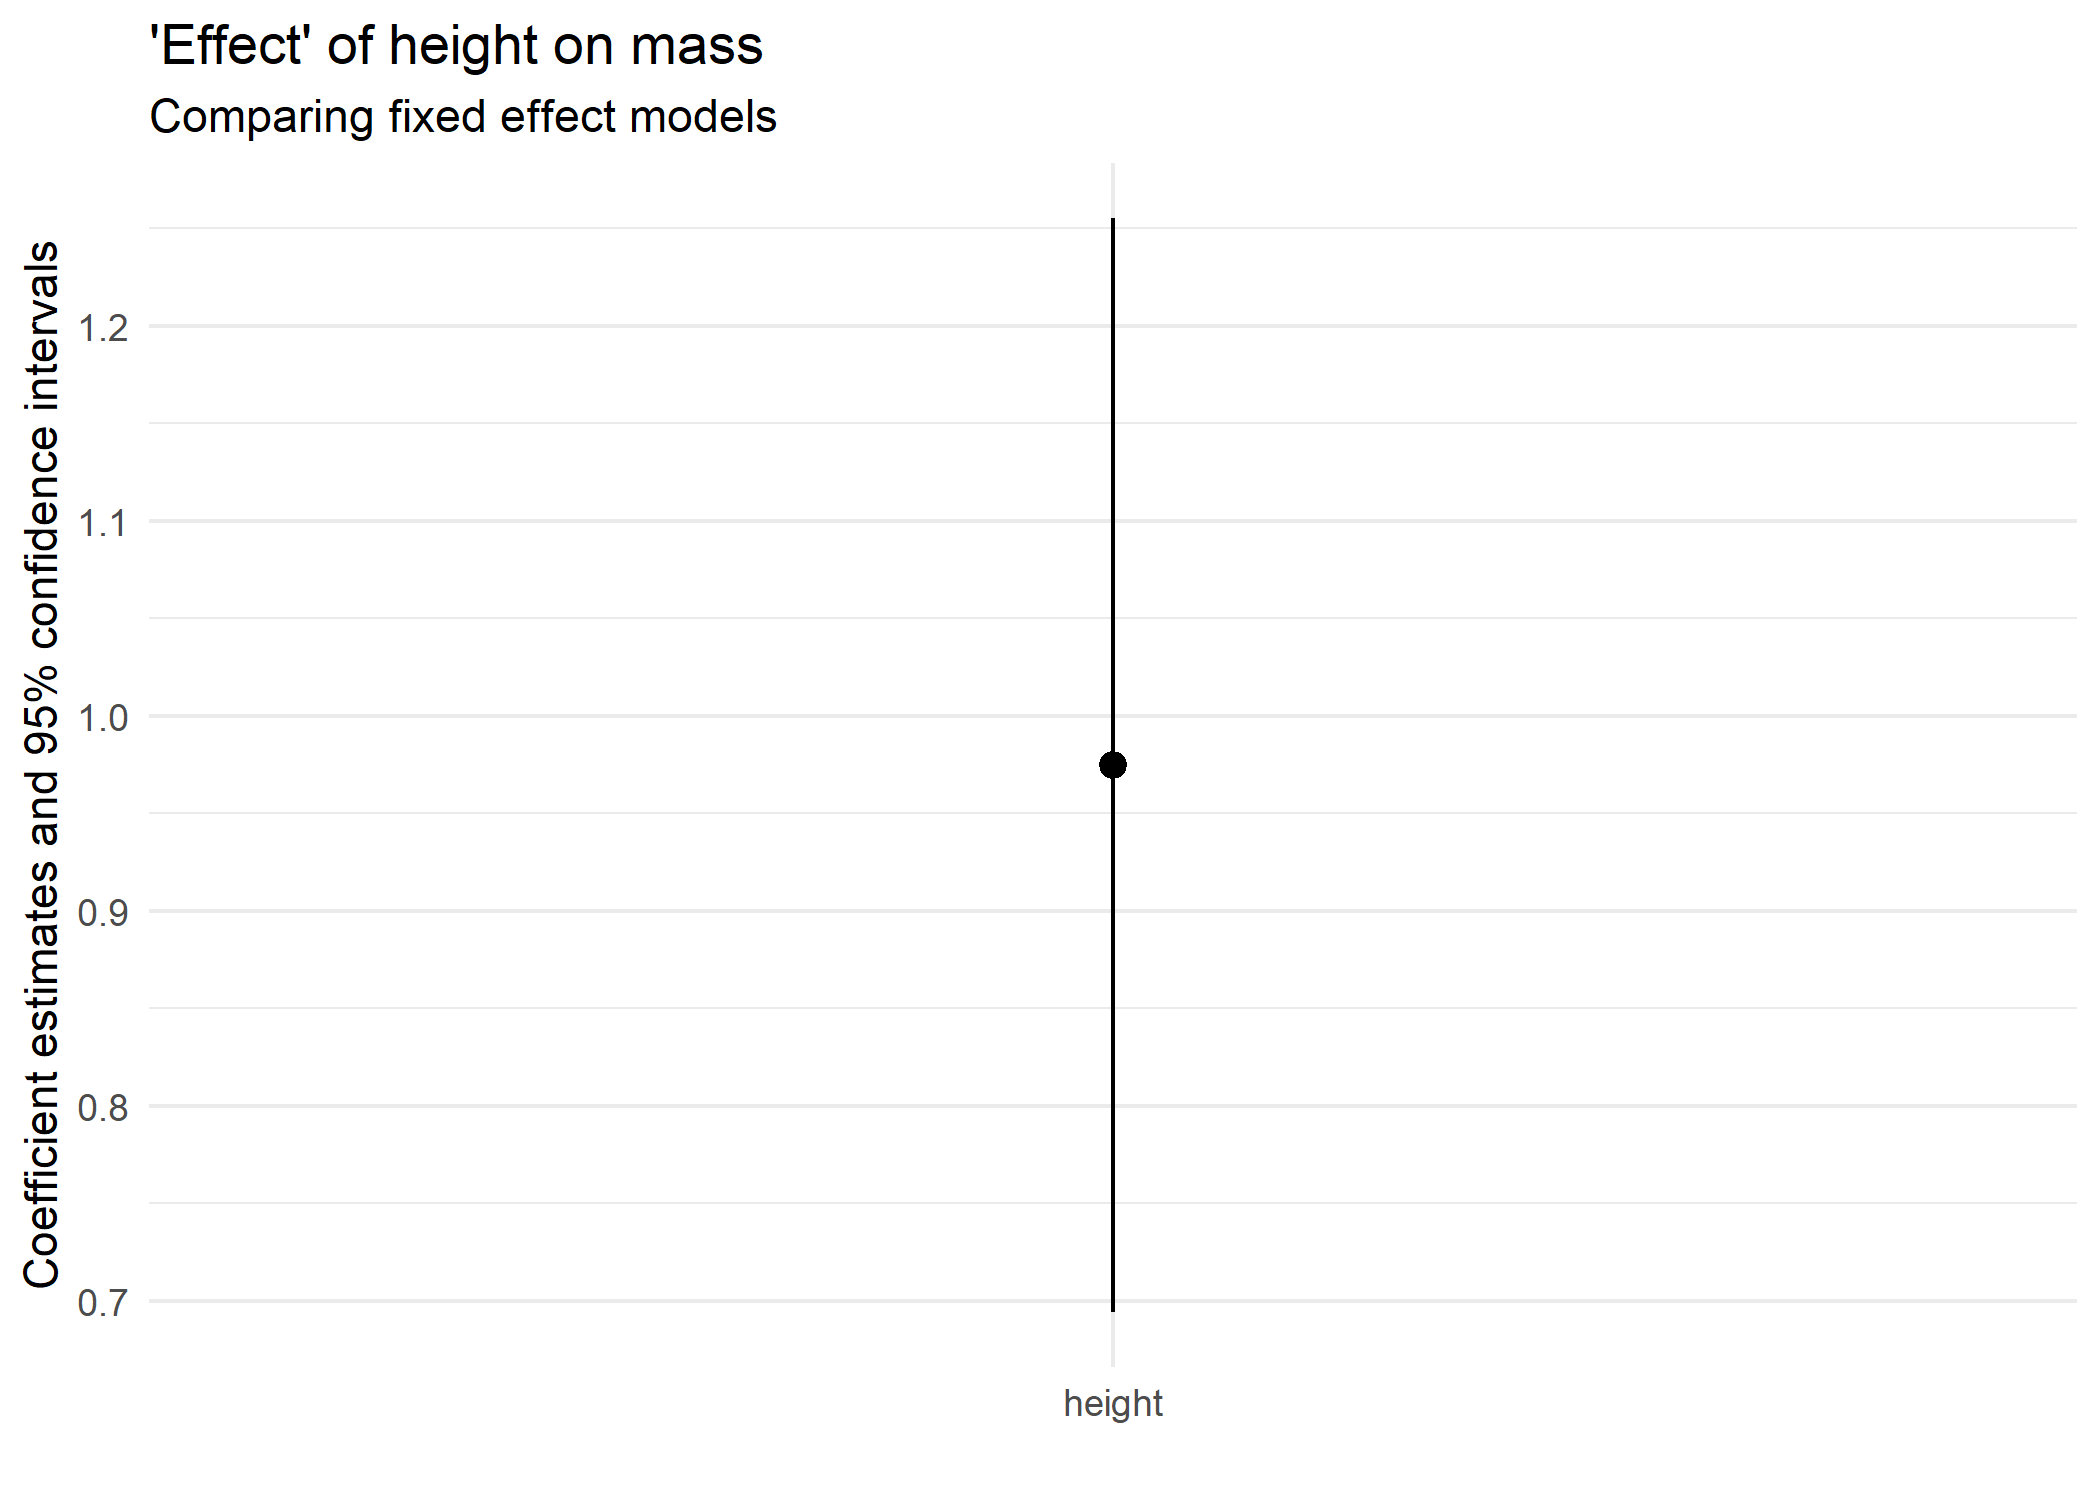 'Effect' of height on mass
Comparing fixed effect models
Coefficient estimates and 95% confidence intervals
1.2
1.1
1.0
0.9
0.8
0.7
height